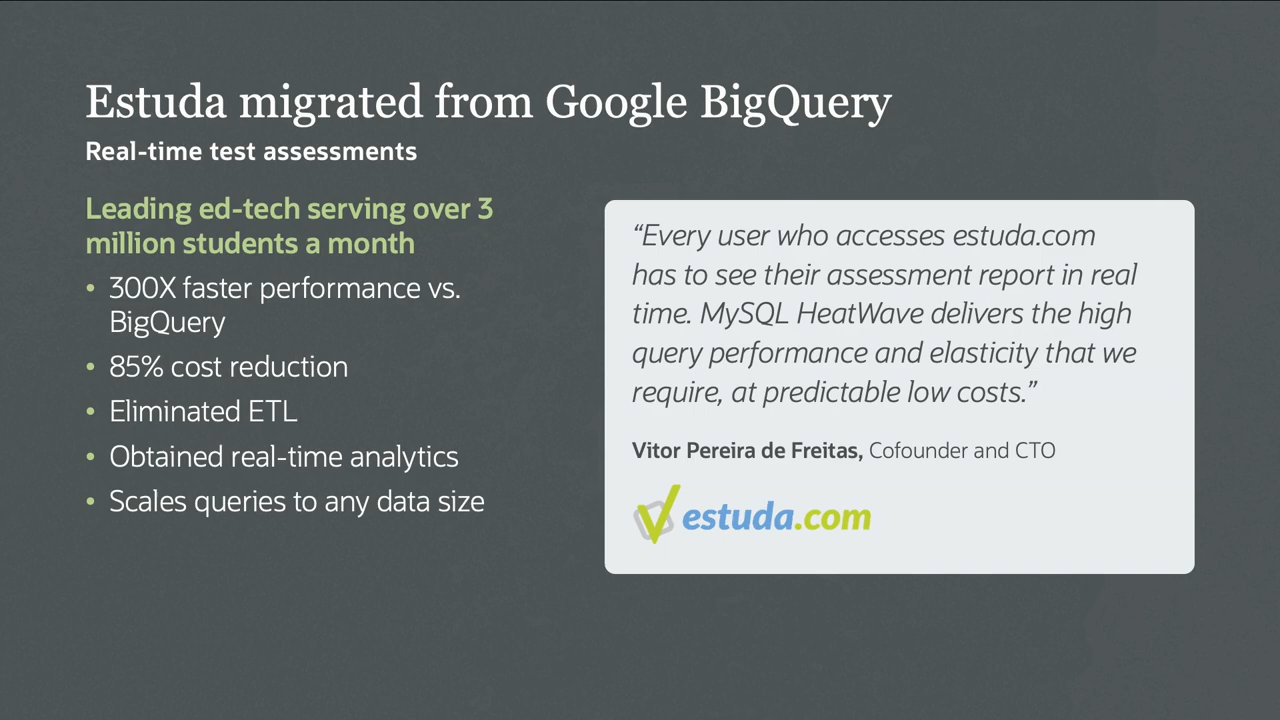 Estuda migrated from Google BigQuery
Real-time test assessments
Leading ed-tech serving over 3
million students a month
• 300X faster performance vs.
BigQuery
• 85% cost reduction
• Eliminated ETL
• Obtained real-time analytics
• Scales queries to any data size
“Every user who accesses estuda.com
has to see their assessment report in real
time. MySQL HeatWave delivers the high
query performance and elasticity that we
require, at predictable low costs.”
Vitor Pereira de Freitas, Cofounder and CTO
estuda.com